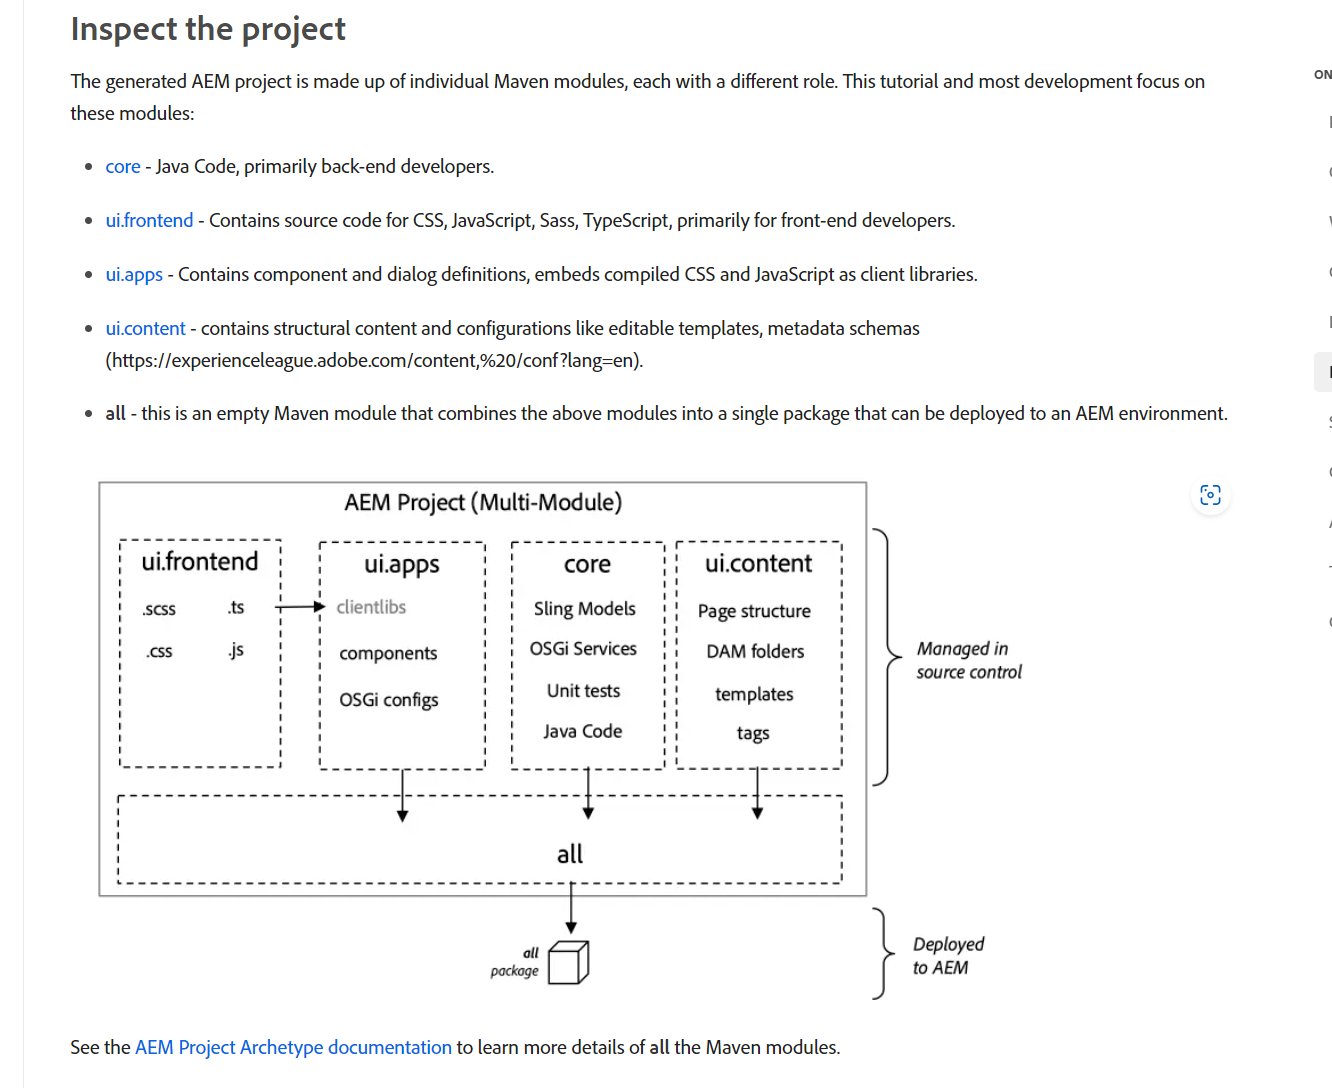 Inspect the project
ON
The generated AEM project is made up of individual Maven modules, each with a different role. This tutorial and most development focus on
these modules:
core - Java Code, primarily back-end developers.
ui.frontend - Contains source code for CSS, JavaScript, Sass, TypeScript, primarily for front-end developers.
ui.apps - Contains component and dialog definitions, embeds compiled CSS and JavaScript as client libraries.
ui.content - contains structural content and configurations like editable templates, metadata schemas
(https://experienceleague.adobe.com/content,%20/conf?lang=en).
all - this is an empty Maven module that combines the above modules into a single package that can be deployed to an AEM environment.
AEM Project (Multi-Module)
ui.frontend
.scss .ts
.css .js
ui.apps
clientlibs
components
OSGi configs
core
Sling Models
OSGi Services
Unit tests
Java Code
ui.content
Page structure
DAM folders
templates
tags
Managed in
source control
all
all
package
Deployed
to AEM
See the AEM Project Archetype documentation to learn more details of all the Maven modules.